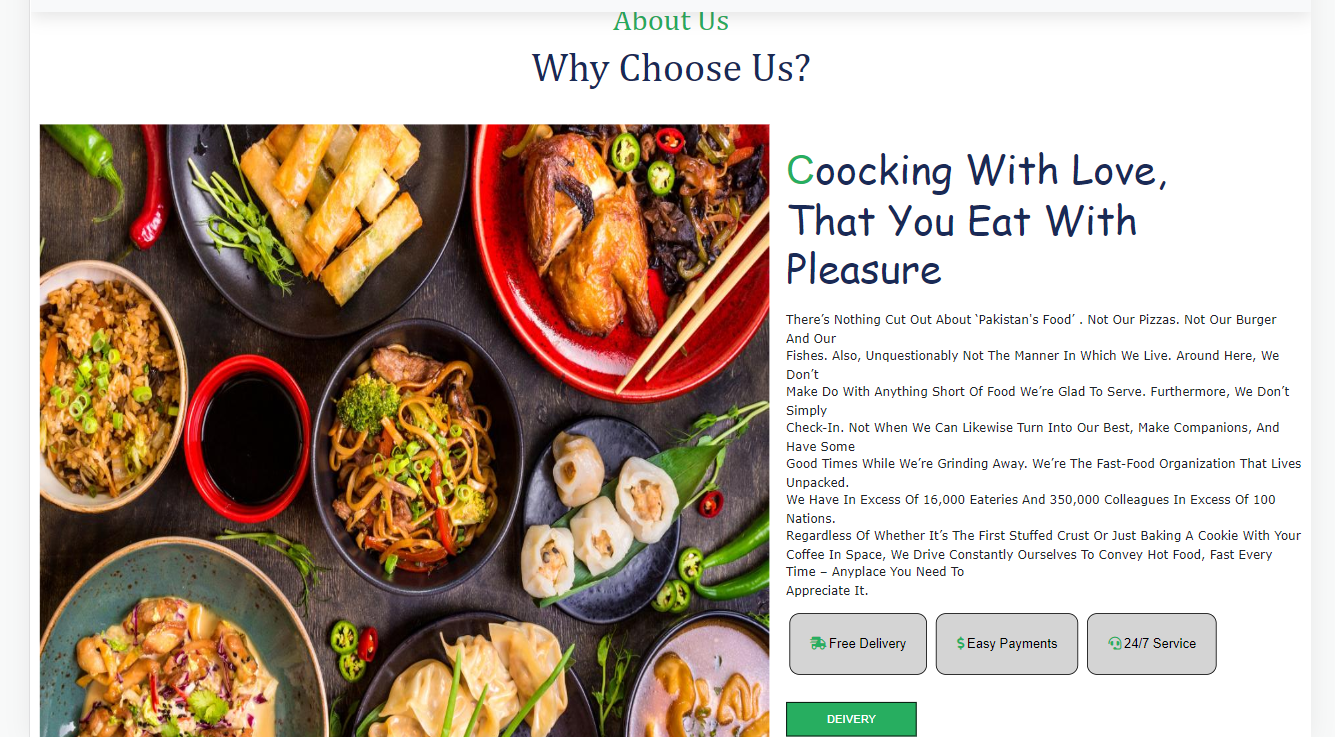 About Us
Why Choose Us?
Coocking With Love,
That You Eat With
Pleasure
There’s Nothing Cut Out About ‘Pakistan's Food’ . Not Our Pizzas. Not Our Burger
And Our
Fishes. Also, Unquestionably Not The Manner In Which We Live. Around Here, We
Don’t
Make Do With Anything Short Of Food We’re Glad To Serve. Furthermore, We Don’t
Simply
Check-In. Not When We Can Likewise Turn Into Our Best, Make Companions, And
Have Some
Good Times While We’re Grinding Away. We’re The Fast-Food Organization That Lives
Unpacked.
We Have In Excess Of 16,000 Eateries And 350,000 Colleagues In Excess Of 100
Nations.
Regardless Of Whether It’s The First Stuffed Crust Or Just Baking A Cookie With Your
Coffee In Space, We Drive Constantly Ourselves To Convey Hot Food, Fast Every
Time – Anyplace You Need To
Appreciate It.
Free Delivery
Easy Payments
24/7 Service
DEIVERY